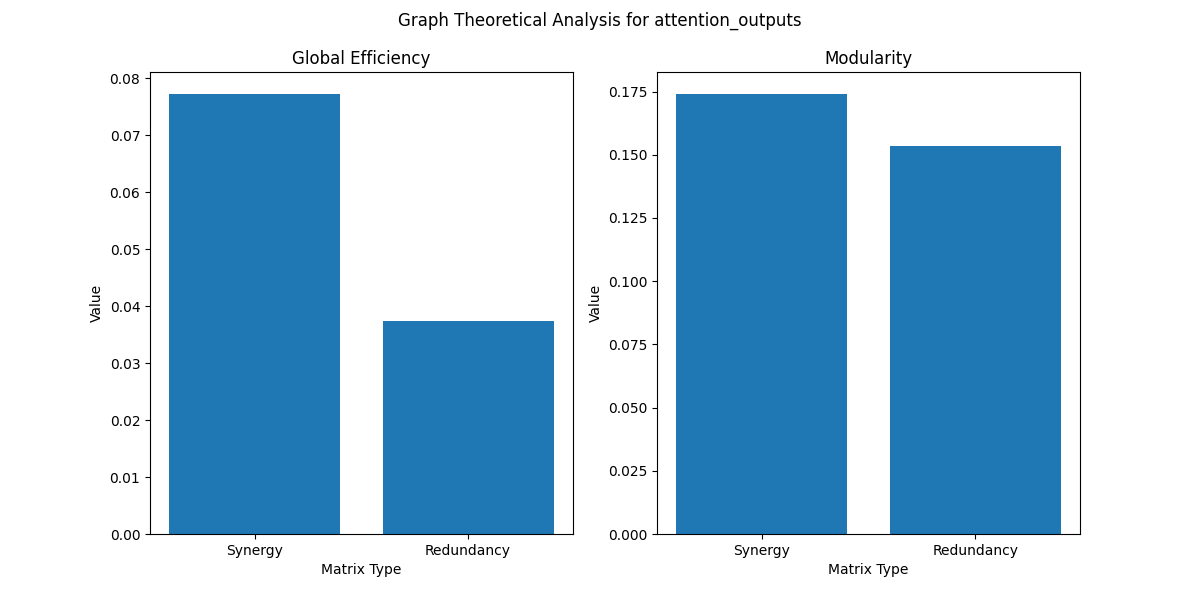 Graph Theoretical Analysis for attention_outputs
Global Efficiency
0.08
0.07
0.06
0.05
0.04
0.03
0.02
0.01
0.00
Value
Synergy
Redundancy
Matrix Type
Modularity
0.175
0.150
0.125
0.100
0.075
0.050
0.025
0.000
Value
Synergy
Redundancy
Matrix Type